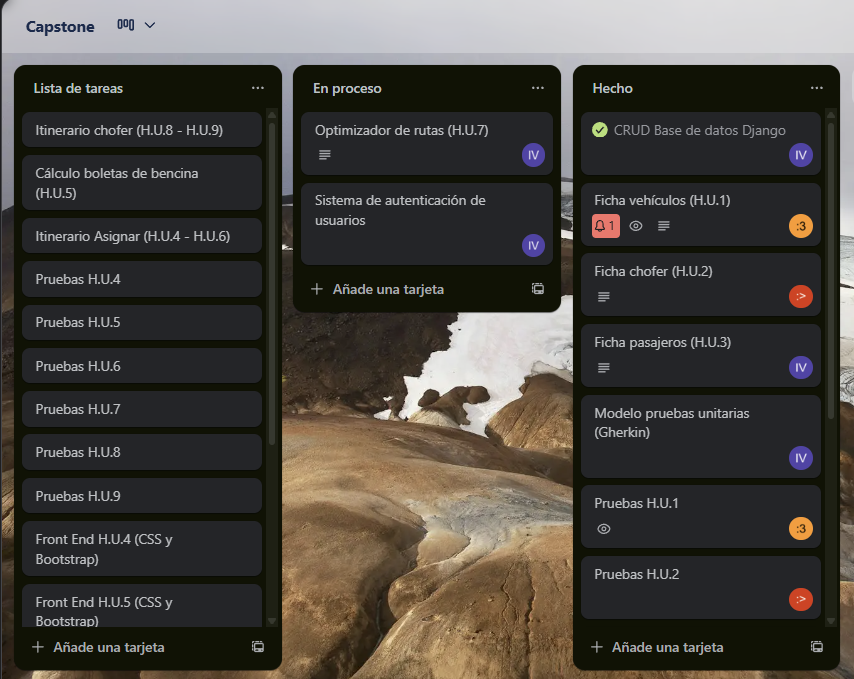 Capstone
Lista de tareas
Itinerario chofer (H.U.8 - H.U.9)
Cálculo boletas de bencina
(H.U.5)
Itinerario Asignar (H.U.4 - H.U.6)
Pruebas H.U.4
Pruebas H.U.5
Pruebas H.U.6
Pruebas H.U.7
Pruebas H.U.8
Pruebas H.U.9
Front End H.U.4 (CSS y
Bootstrap)
Front End H.U.5 (CSS y
Bootstrap)
Añade una tarjeta
En proceso
Optimizador de rutas (H.U.7)
IV
Sistema de autenticación de
usuarios
IV
Añade una tarjeta
Hecho
CRUD Base de datos Django
IV
Ficha vehículos (H.U.1)
1
:3
Ficha chofer (H.U.2)
:>
Ficha pasajeros (H.U.3)
IV
Modelo pruebas unitarias
(Gherkin)
IV
Pruebas H.U.1
:3
Pruebas H.U.2
:>
Añade una tarjeta